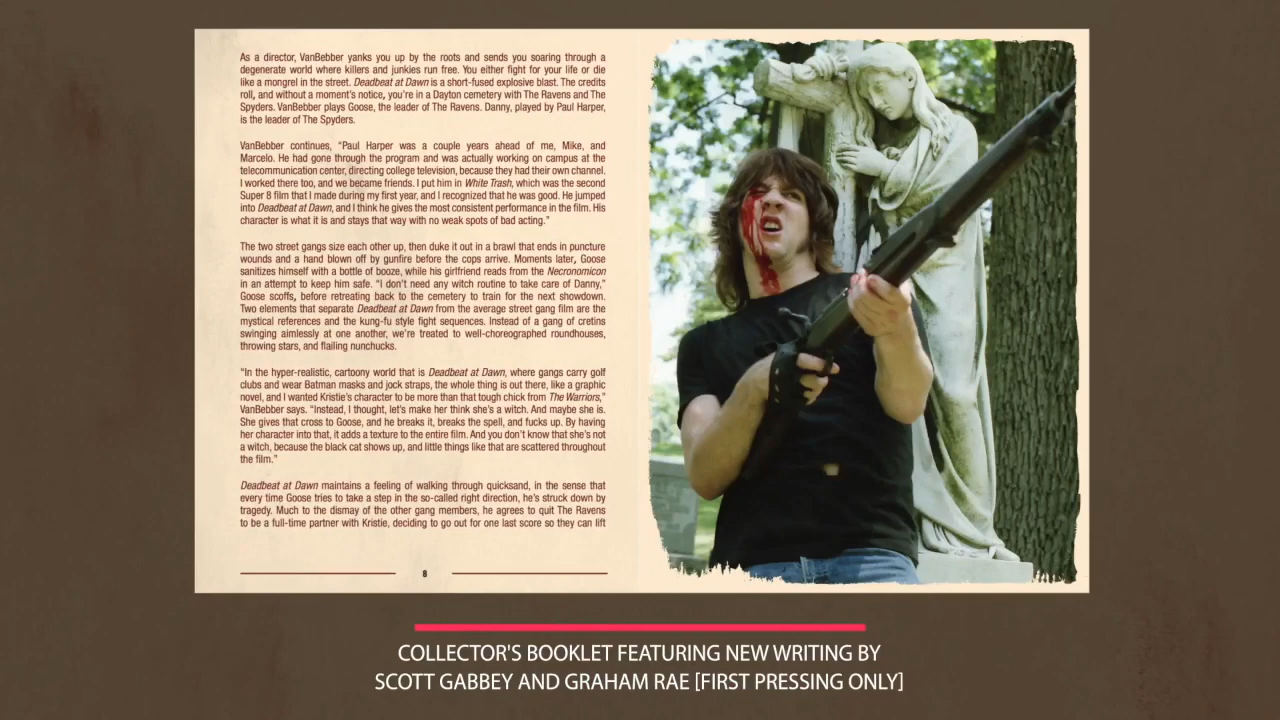 As a director, VanBebber yanks you up by the roots and sends you soaring through a
degenerate world where killers and junkies run free. You either fight for your life or die
like a mongrel in the street. Deadbeat at Dawn is a short-fused explosive blast. The credits
roll, and without a moment's notice, you're in a Dayton cemetery with The Ravens and The
Spyders. VanBebber plays Goose, the leader of The Ravens. Danny, played by Paul Harper,
is the leader of The Spyders.
VanBebber continues, “Paul Harper was a couple years ahead of me, Mike, and
Marcelo. He had gone through the program and was actually working on campus at the
telecommunication center, directing college television, because they had their own channel.
I worked there too, and we became friends. I put him in White Trash, which was the second
Super 8 film that I made during my first year, and I recognized that he was good. He jumped
into Deadbeat at Dawn, and I think he gives the most consistent performance in the film. His
character is what it is and stays that way with no weak spots of bad acting.”
The two street gangs size each other up, then duke it out in a brawl that ends in puncture
wounds and a hand blown off by gunfire before the cops arrive. Moments later, Goose
sanitizes himself with a bottle of booze, while his girlfriend reads from the Necronomicon
in an attempt to keep him safe. “I don't need any witch routine to take care of Danny,”
Goose scoffs, before retreating back to the cemetery to train for the next showdown.
Two elements that separate Deadbeat at Dawn from the average street gang film are the
mystical references and the kung-fu style fight sequences. Instead of a gang of cretins
swinging aimlessly at one another, we're treated to well-choreographed roundhouses,
throwing stars, and flailing nunchucks.
“In the hyper-realistic, cartoony world that is Deadbeat at Dawn, where gangs carry golf
clubs and wear Batman masks and jock straps, the whole thing is out there, like a graphic
novel, and I wanted Kristie's character to be more than that tough chick from The Warriors,”
VanBebber says. “Instead, I thought, let's make her think she's a witch. And maybe she is.
She gives that cross to Goose, and he breaks it, breaks the spell, and fucks up. By having
her character into that, it adds a texture to the entire film. And you don't know that she's not
a witch, because the black cat shows up, and little things like that are scattered throughout
the film.”
Deadbeat at Dawn maintains a feeling of walking through quicksand, in the sense that
every time Goose tries to take a step in the so-called right direction, he's struck down by
tragedy. Much to the dismay of the other gang members, he agrees to quit The Ravens
to be a full-time partner with Kristie, deciding to go out for one last score so they can lift
8
COLLECTOR'S BOOKLET FEATURING NEW WRITING BY
SCOTT GABBEY AND GRAHAM RAE [FIRST PRESSING ONLY]